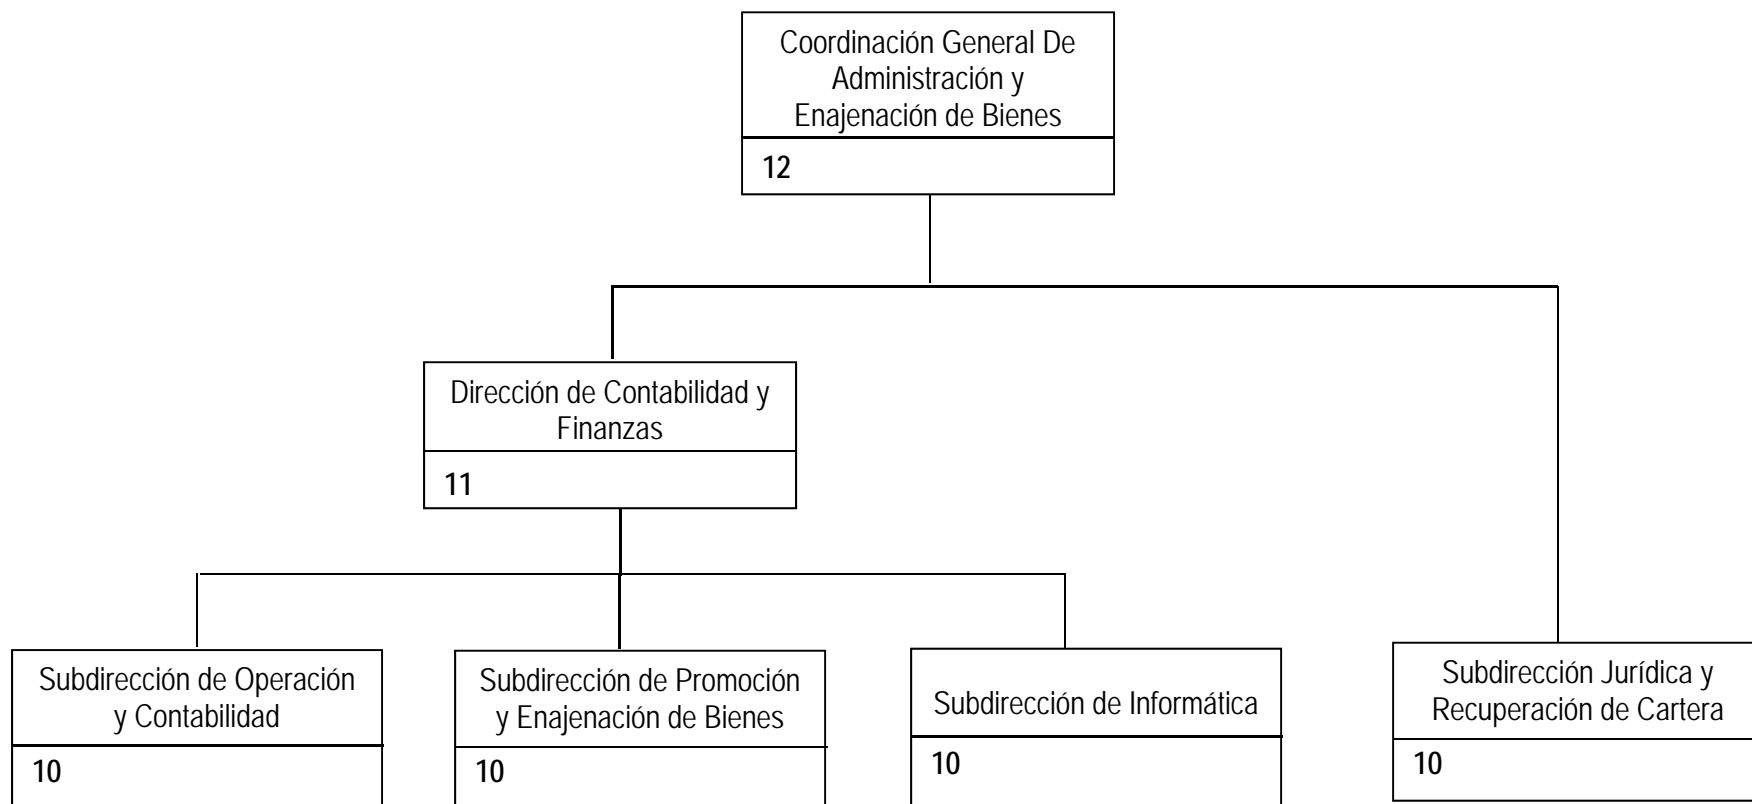 Coordinación General De
Administración y
Enajenación de Bienes
12
Dirección de Contabilidad y
Finanzas
11
Subdirección de Operación
y Contabilidad
10
Subdirección de Promoción
y Enajenación de Bienes
10
Subdirección de Informática
10
Subdirección Jurídica y
Recuperación de Cartera
10